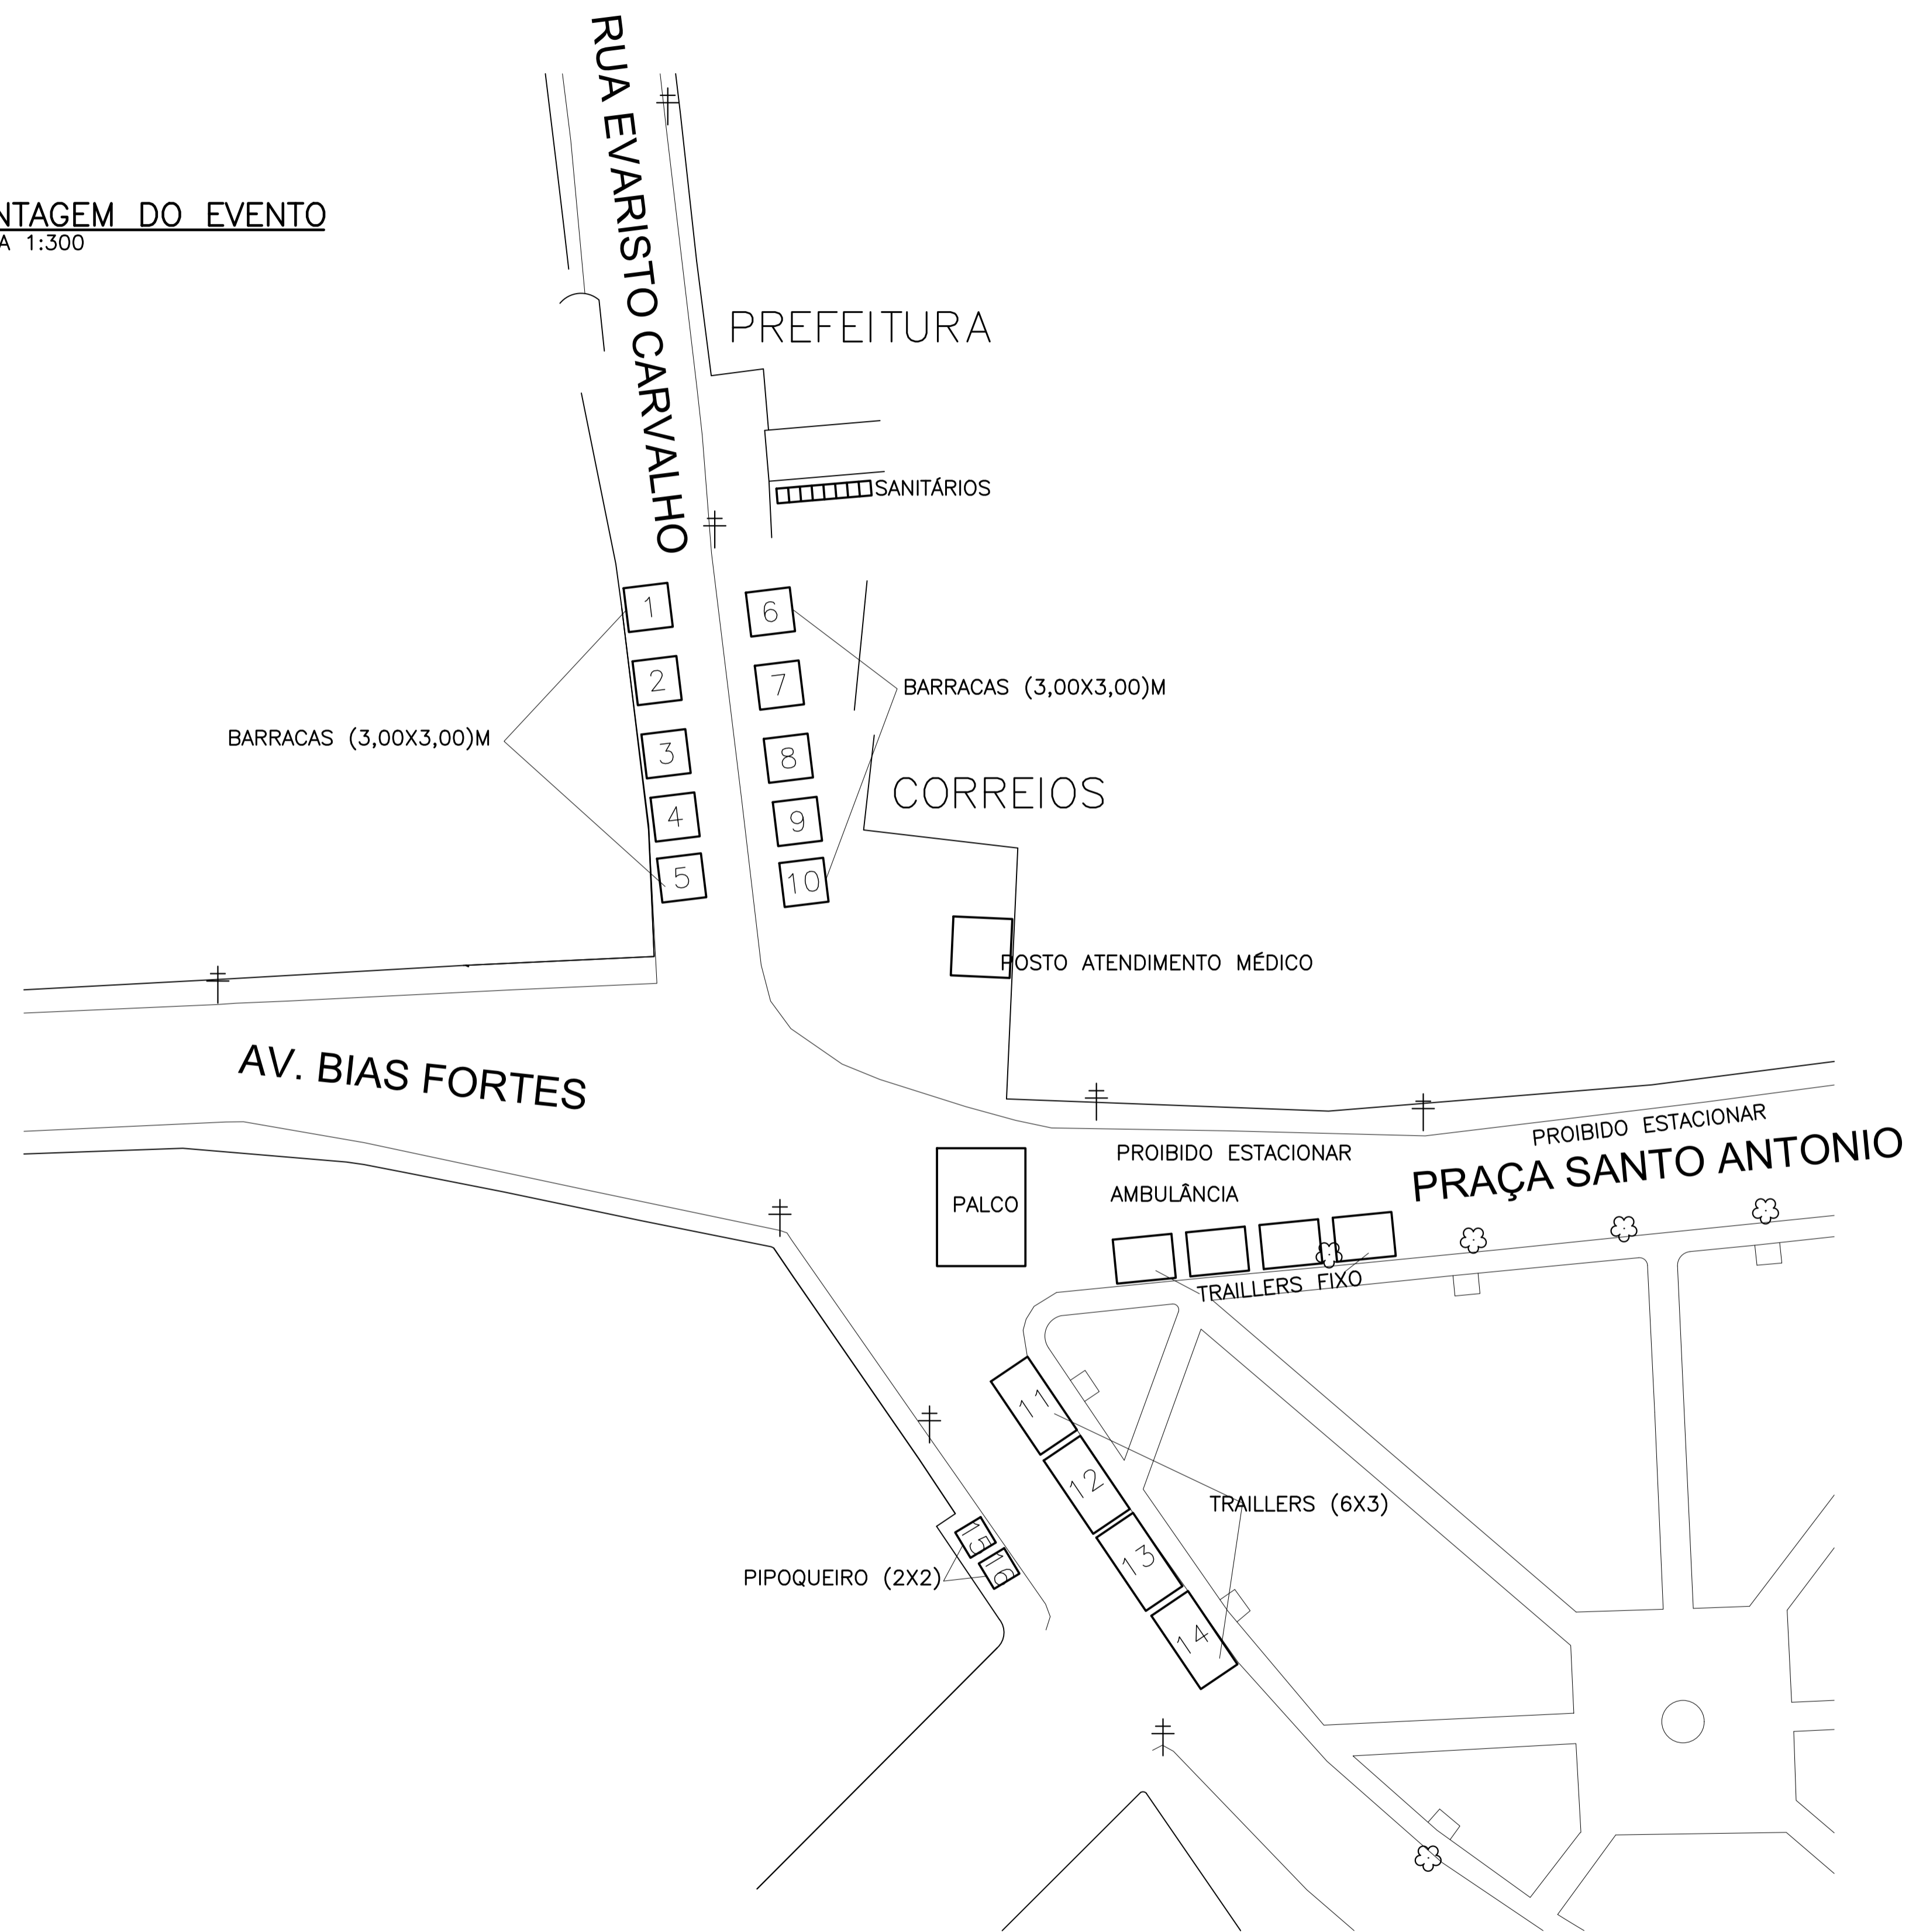 RUA EVARISTO CARVALHO
NTAGEM DO EVENTO
A 1:300
PREFEITURA
SANITÁRIOS
1
6
2
7
BARRACAS (3,00X3,00)M
BARRACAS (3,00X3,00)M
3
8
CORREIOS
4
9
5
10
POSTO ATENDIMENTO MÉDICO
AV. BIAS FORTES
PROIBIDO ESTACIONAR
PROIBIDO ESTACIONAR
PRAÇA SANTO ANTONIO
AMBULÂNCIA
PALCO
TRAILLERS FIXO
11
12
TRAILLERS (6X3)
13
15
16
PIPOQUEIRO (2X2)
14